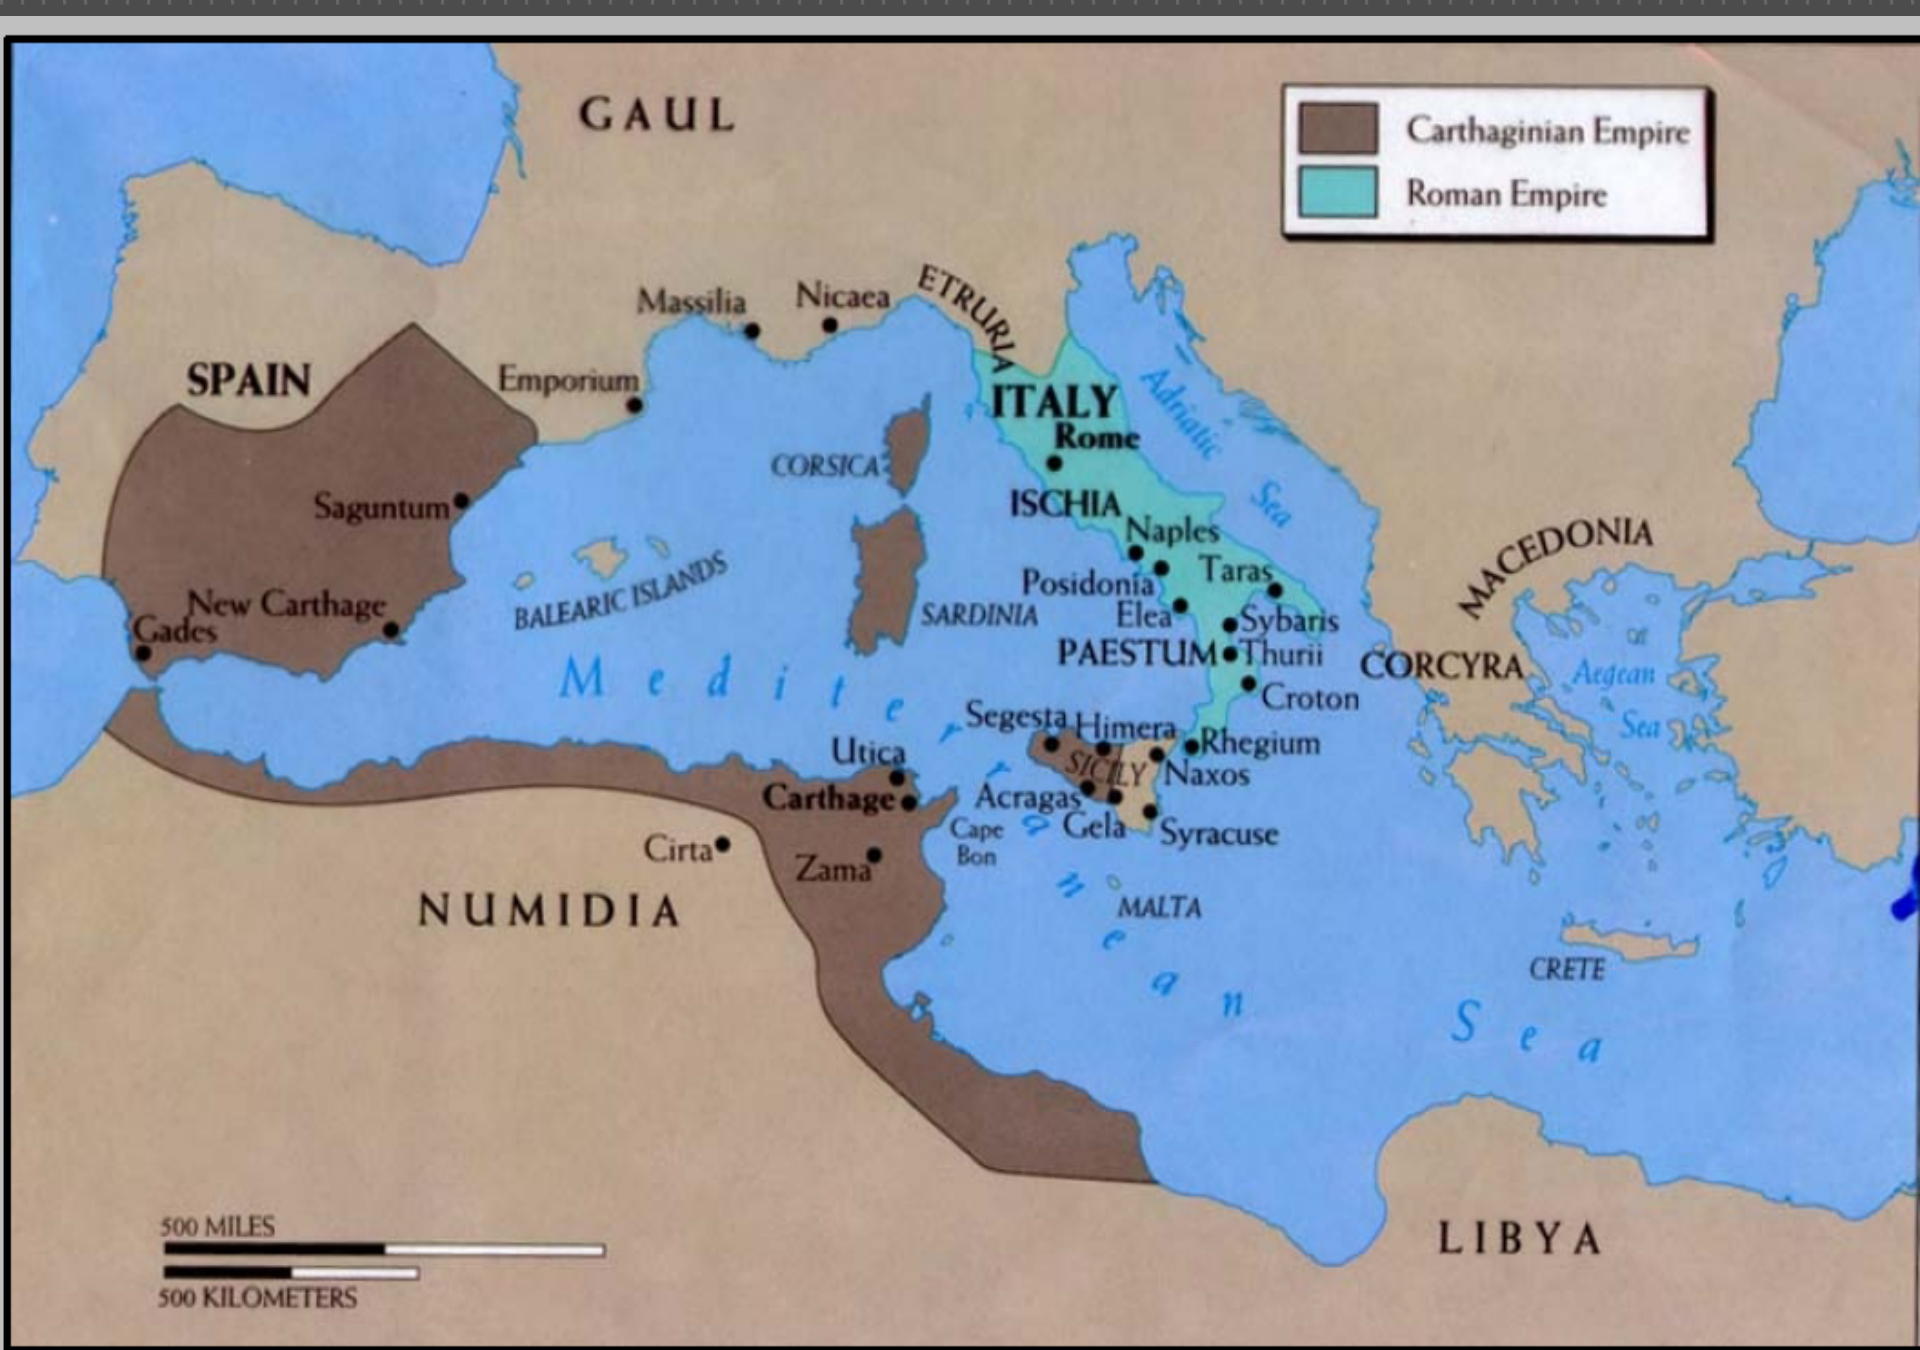 GAUL
Carthaginian Empire
Roman Empire
ETRURIA
Massilia
Nicaea
SPAIN
Emporium
ITALY
Rome
Adriatic
Sea
CORSICA
Saguntum
ISCHIA
Naples
MACEDONIA
BALEARIC ISLANDS
Posidonia
Taras
New Carthage
Gades
SARDINIA
Elea
Sybaris
PAESTUM
Thurii
CORCYRA
Aegean
Sea
Croton
Mediterranean
Sea
Segesta
Himera
Rhegium
Utica
SICILY
Naxos
Carthage
Acragas
Gela
Syracuse
Cape
Bon
Cirta
Zama
NUMIDIA
MALTA
CRETE
LIBYA
500 MILES
500 KILOMETERS